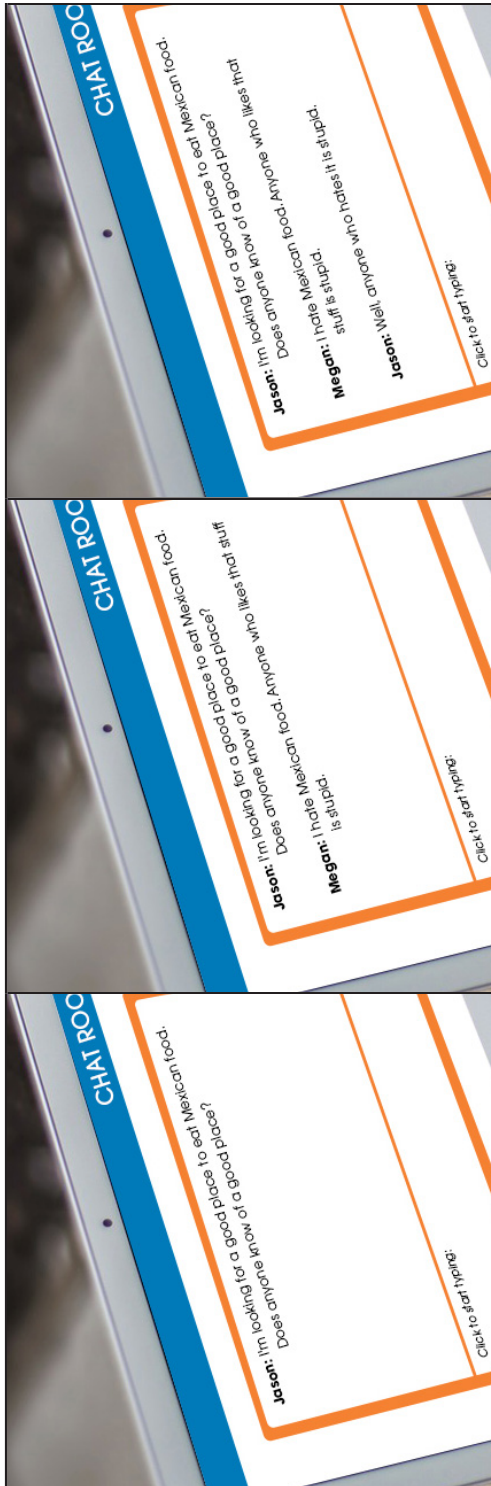 CHAT ROO
Jason: I'm looking for a good place to eat Mexican food.
Does anyone know of a good place?
Click to start typing:
CHAT ROO
Jason: I'm looking for a good place to eat Mexican food.
Does anyone know of a good place?
Megan: I hate Mexican food. Anyone who likes that stuff
is stupid.
Click to start typing:
CHAT ROO
Jason: I'm looking for a good place to eat Mexican food.
Does anyone know of a good place?
Megan: I hate Mexican food. Anyone who likes that
stuff is stupid.
Jason: Well, anyone who hates it is stupid.
Click to start typing: